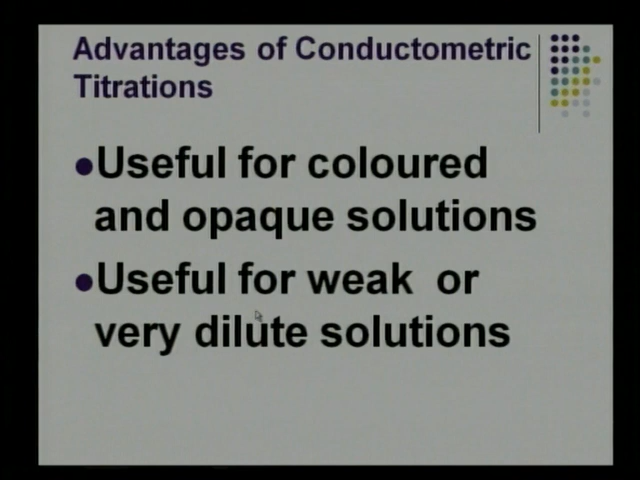 Advantages of Conductometric
Titrations
●Useful for coloured
and opaque solutions
●Useful for weak or
very dilute solutions